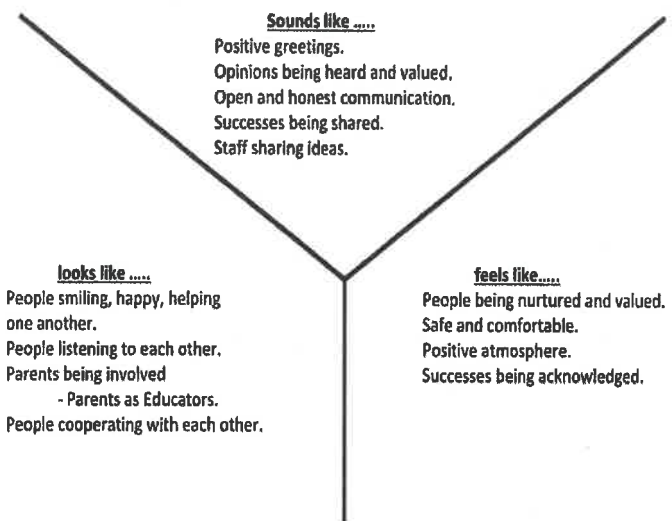 Sounds like .....
Positive greetings.
Opinions being heard and valued.
Open and honest communication.
Successes being shared.
Staff sharing ideas.
looks like .....
People smiling, happy, helping
one another.
People listening to each other.
Parents being involved
- Parents as Educators.
People cooperating with each other.
feels like.....
People being nurtured and valued.
Safe and comfortable.
Positive atmosphere.
Successes being acknowledged.